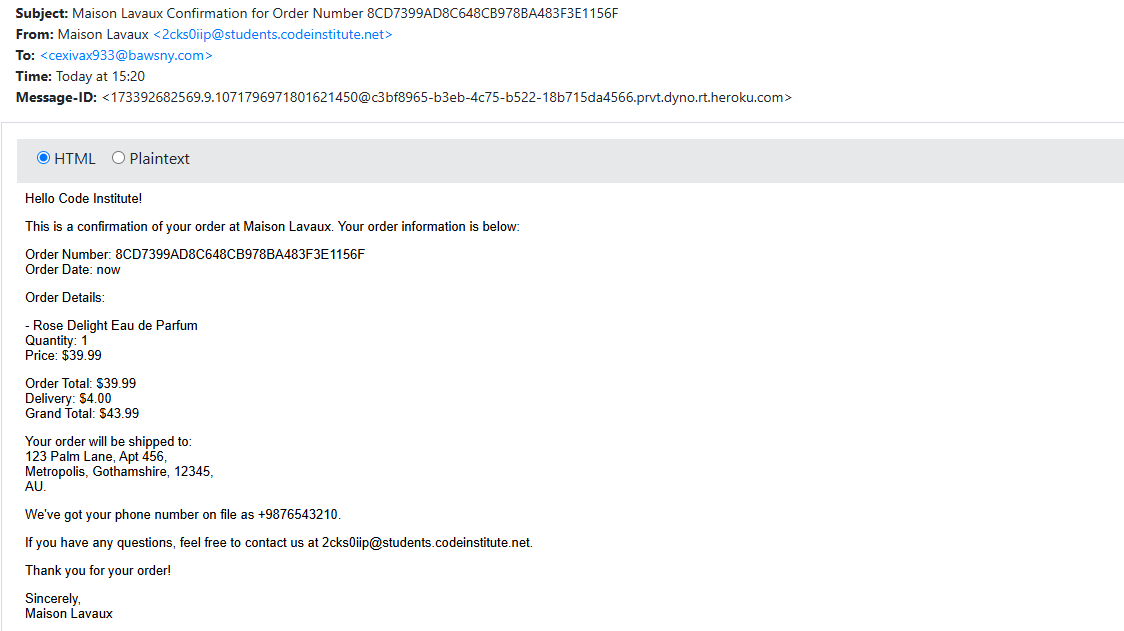 Subject: Maison Lavaux Confirmation for Order Number 8CD7399AD8C648CB978BA483F3E1156F
From: Maison Lavaux <2cks0iip@students.codeinstitute.net>
To: <cexivax933@bawsny.com>
Time: Today at 15:20
Message-ID: <173392682569.9.1071796971801621450@c3bf8965-b3eb-4c75-b522-18b715da4566.prvt.dyno.rt.heroku.com>
HTML Plaintext
Hello Code Institute!
This is a confirmation of your order at Maison Lavaux. Your order information is below:
Order Number: 8CD7399AD8C648CB978BA483F3E1156F
Order Date: now
Order Details:
- Rose Delight Eau de Parfum
Quantity: 1
Price: $39.99
Order Total: $39.99
Delivery: $4.00
Grand Total: $43.99
Your order will be shipped to:
123 Palm Lane, Apt 456,
Metropolis, Gothamshire, 12345,
AU.
We've got your phone number on file as +9876543210.
If you have any questions, feel free to contact us at 2cks0iip@students.codeinstitute.net.
Thank you for your order!
Sincerely,
Maison Lavaux